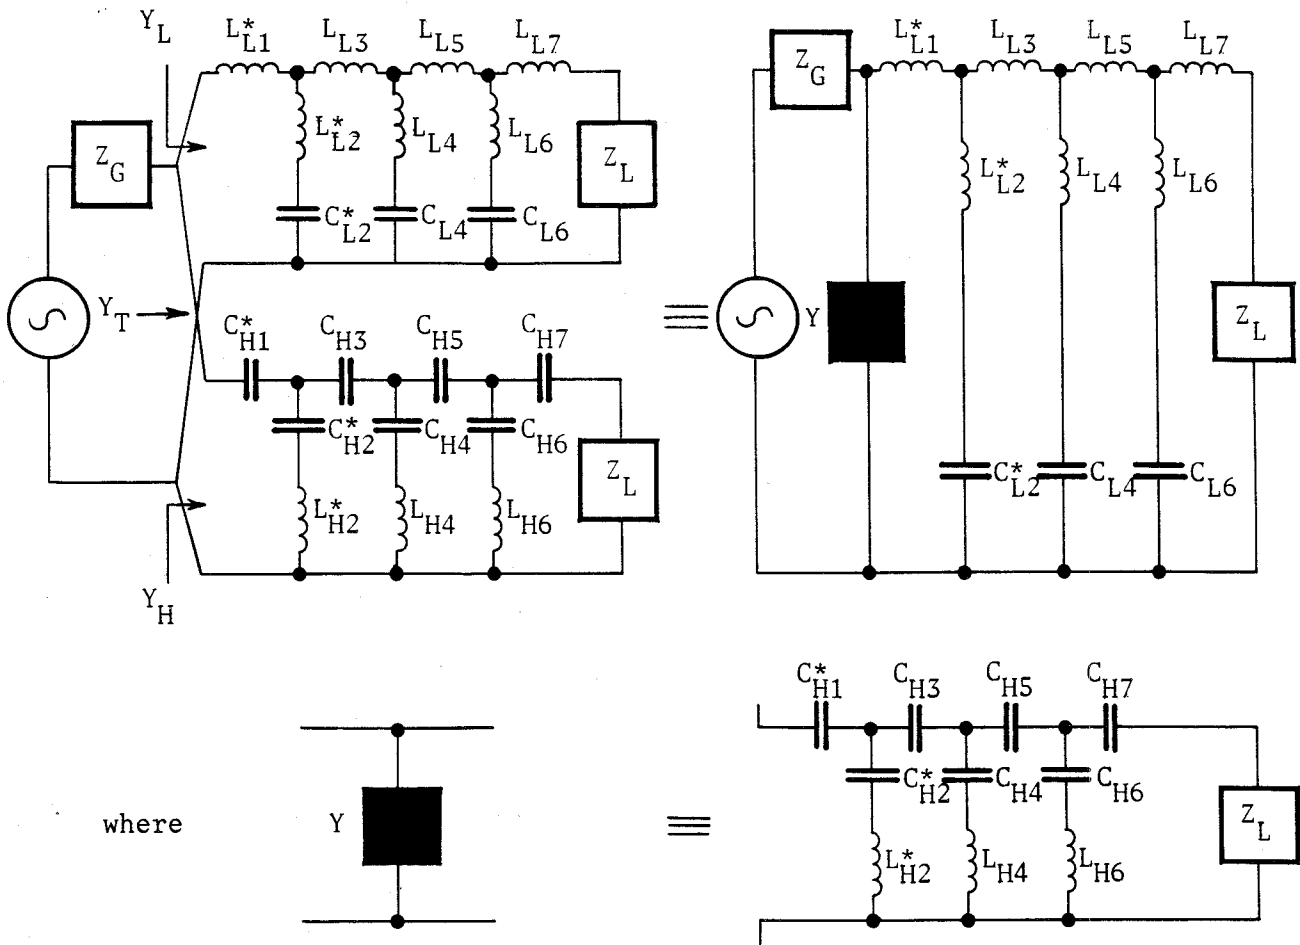 Y_L
L*_L1 L_L3 L_L5 L_L7
Z_G
L*_L2 L_L4 L_L6
Z_L
C*_L2 C_L4 C_L6
Y_T
C*_H1 C_H3 C_H5 C_H7
C*_H2 C_H4 C_H6
Z_L
L*_H2 L_H4 L_H6
Y_H
≡
Z_G
L*_L1 L_L3 L_L5 L_L7
L*_L2 L_L4 L_L6
Y
Z_L
C*_L2 C_L4 C_L6
where
Y
≡
C*_H1 C_H3 C_H5 C_H7
C*_H2 C_H4 C_H6
Z_L
L*_H2 L_H4 L_H6